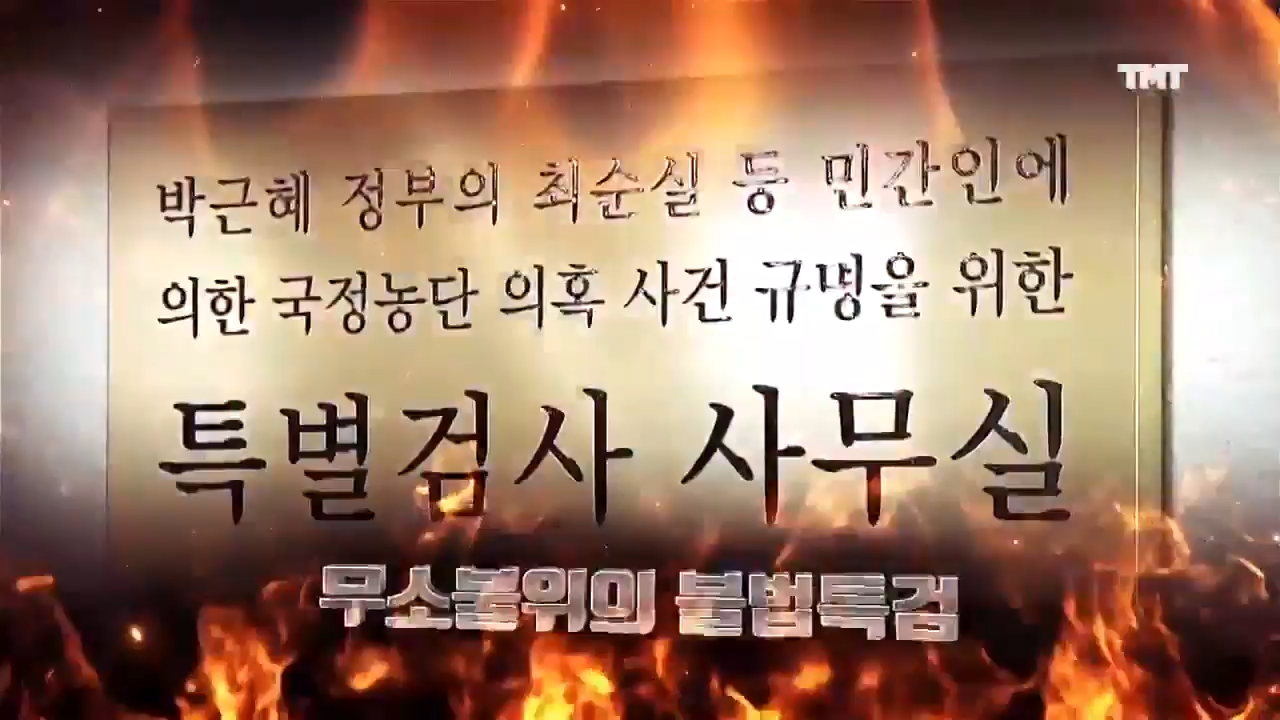 TMT
박근혜 정부의 최순실 등 민간인에
의한 국정농단 의혹 사건 규명을 위한
특별검사 사무실
무소불위의 불법특검